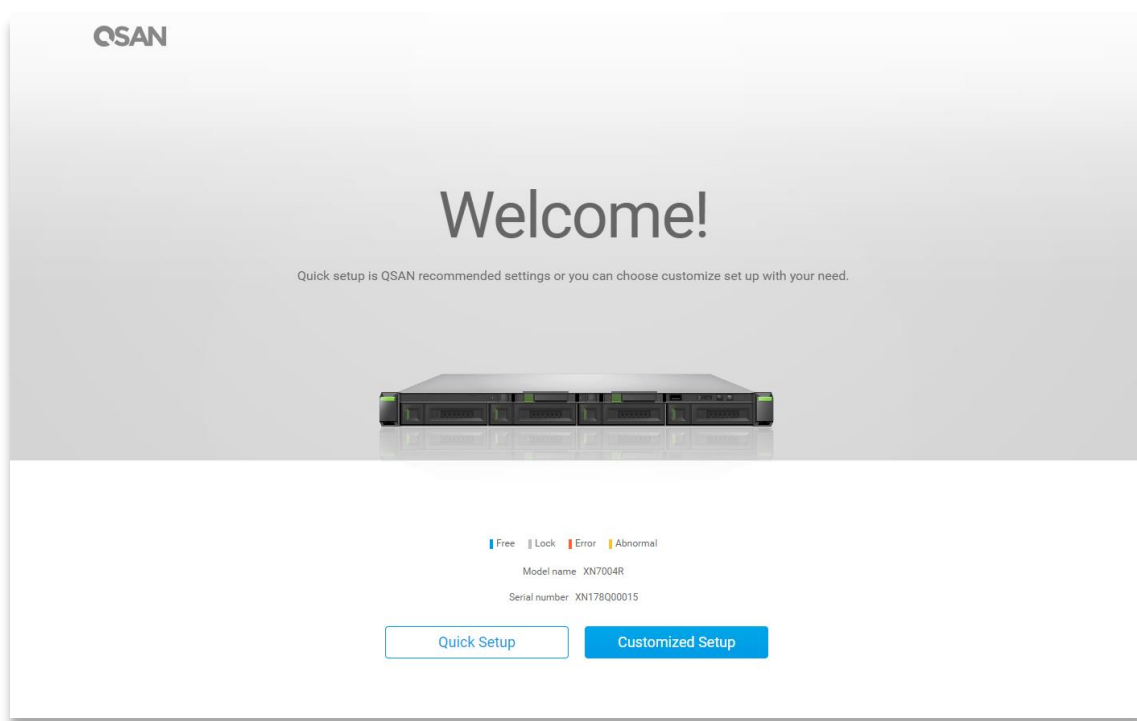 QSAN
Welcome!
Quick setup is QSAN recommended settings or you can choose customize set up with your need.
Free Lock Error Abnormal
Model name XN7004R
Serial number XN178Q00015
Quick Setup Customized Setup